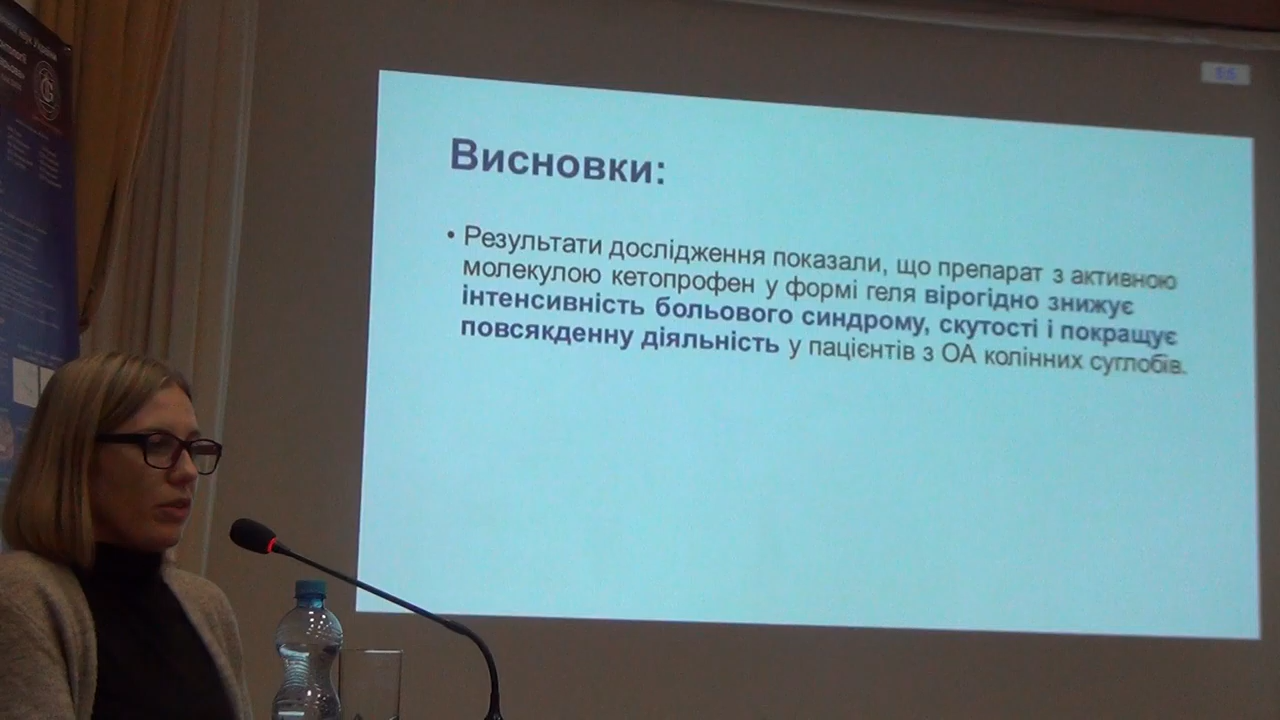 Висновки:
• Результати дослідження показали, що препарат з активною
молекулою кетопрофен у формі геля вірогідно знижує
інтенсивність больового синдрому, скутості і покращує
повсякденну діяльність у пацієнтів з ОА колінних суглобів.